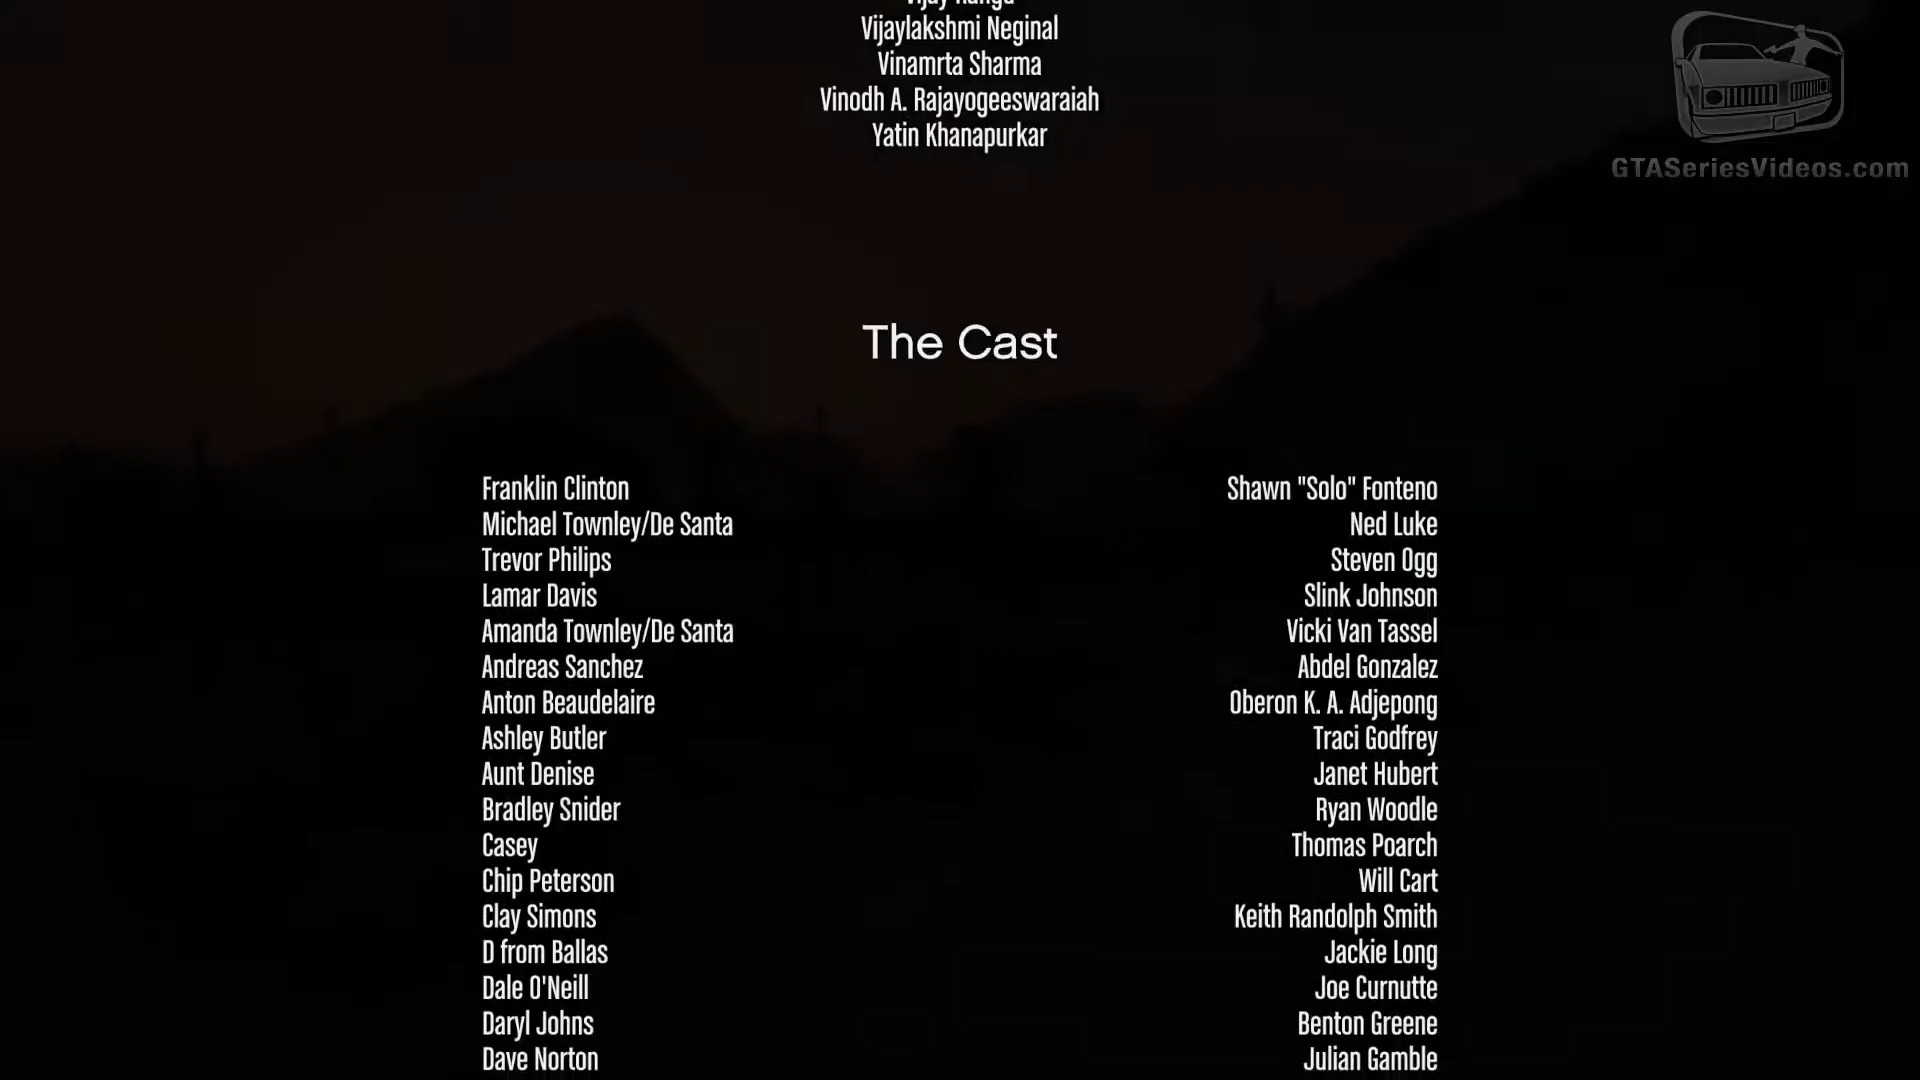 Vijaylakshmi Neginal
Vinamrta Sharma
Vinodh A. Rajayogeeswaraiah
Yatin Khanapurkar
GTASeriesVideos.com
The Cast
Franklin Clinton Shawn "Solo" Fonteno
Michael Townley/De Santa Ned Luke
Trevor Philips Steven Ogg
Lamar Davis Slink Johnson
Amanda Townley/De Santa Vicki Van Tassel
Andreas Sanchez Abdel Gonzalez
Anton Beaudelaire Oberon K. A. Adjepong
Ashley Butler Traci Godfrey
Aunt Denise Janet Hubert
Bradley Snider Ryan Woodle
Casey Thomas Poarch
Chip Peterson Will Cart
Clay Simons Keith Randolph Smith
D from Ballas Jackie Long
Dale O'Neill Joe Curnutte
Daryl Johns Benton Greene
Dave Norton Julian Gamble